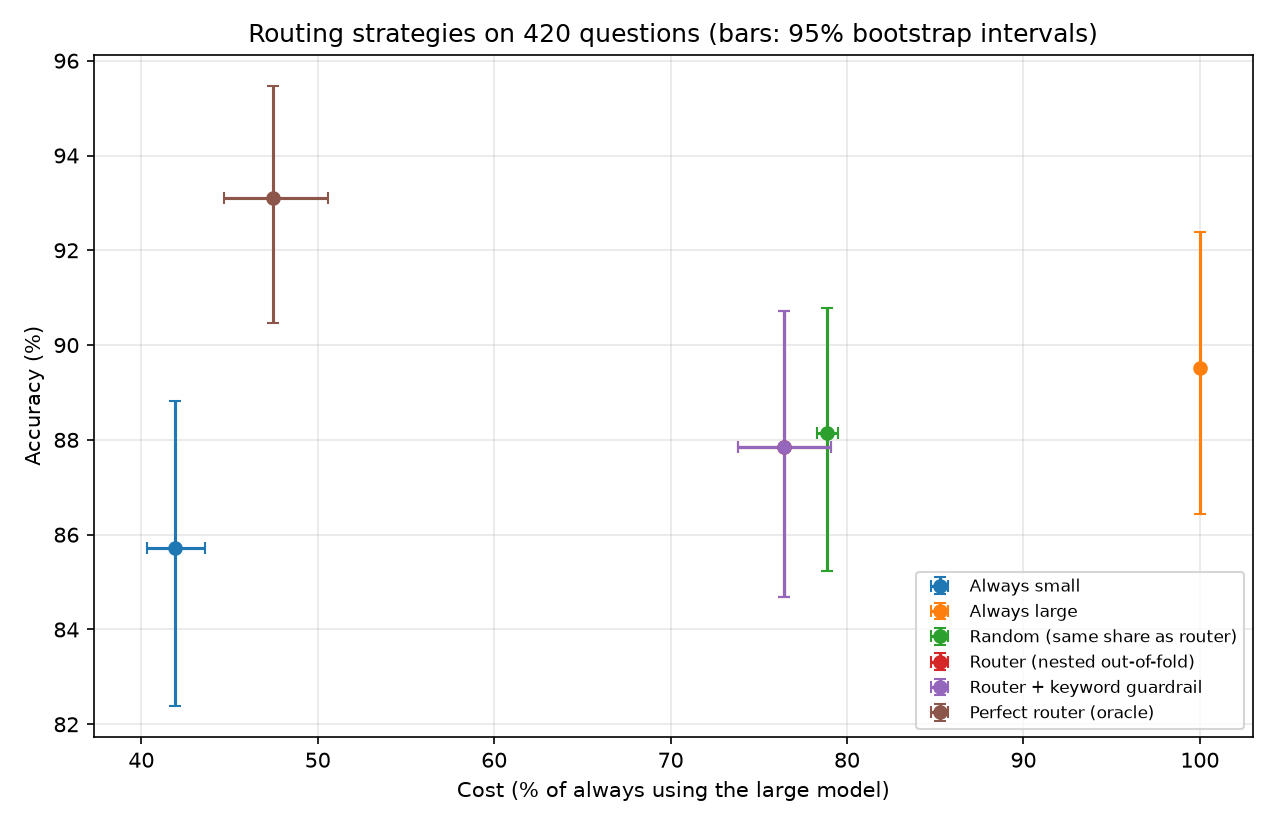 Routing strategies on 420 questions (bars: 95% bootstrap intervals)
96
94
92
90
88
86
84
82
Accuracy (%)
Always small
Always large
Random (same share as router)
Router (nested out-of-fold)
Router + keyword guardrail
Perfect router (oracle)
40 50 60 70 80 90 100
Cost (% of always using the large model)